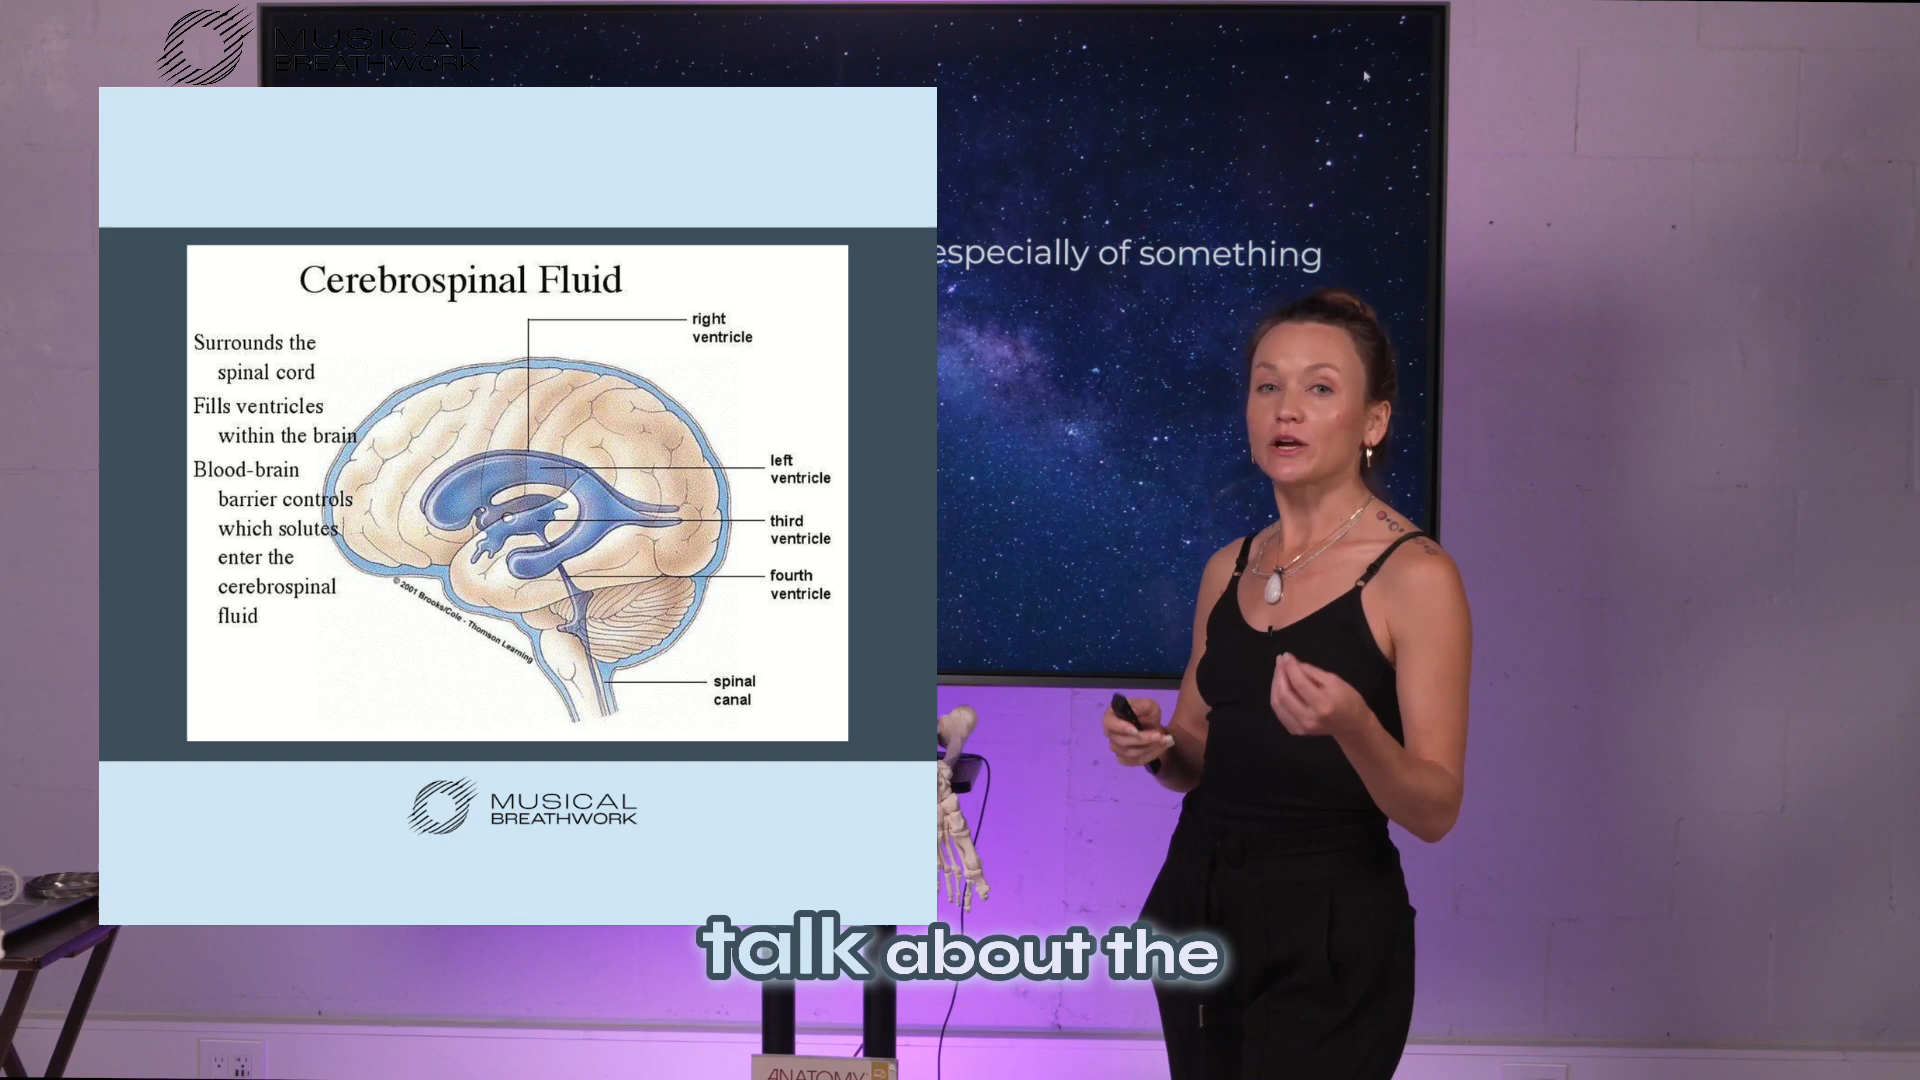 MUSICAL
BREATHWORK
especially of something
Cerebrospinal Fluid
Surrounds the
spinal cord
Fills ventricles
within the brain
Blood-brain
barrier controls
which solutes
enter the
cerebrospinal
fluid
right
ventricle
left
ventricle
third
ventricle
fourth
ventricle
spinal
canal
© 2001 Brooks/Cole - Thomson Learning
MUSICAL
BREATHWORK
talk about the
ANATOMY